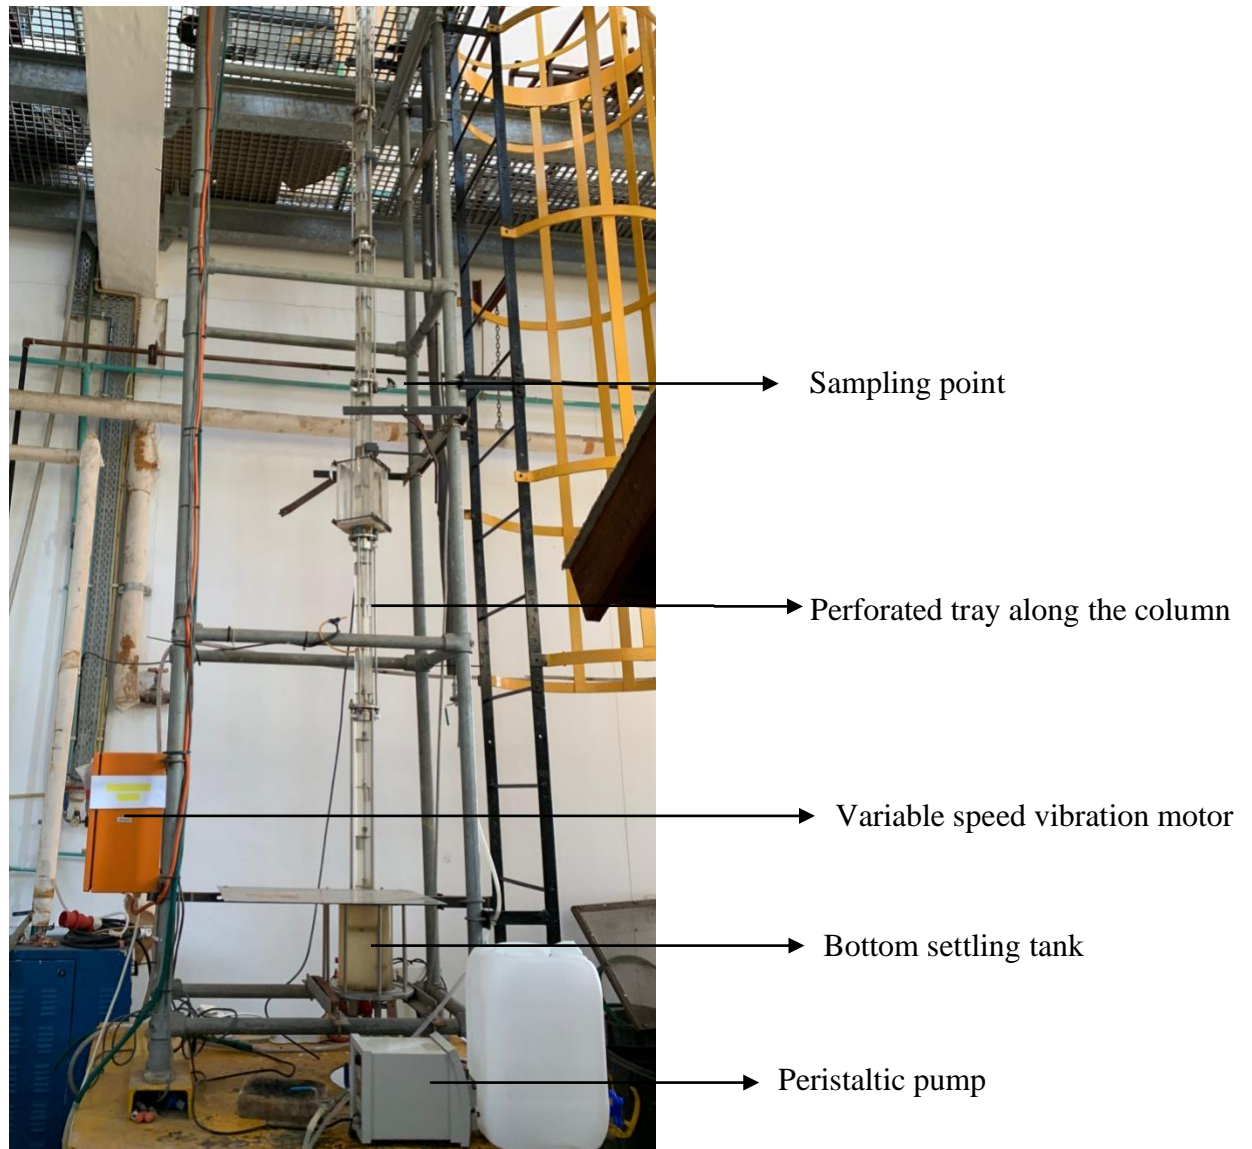 Sampling point
Perforated tray along the column
Variable speed vibration motor
Bottom settling tank
Peristaltic pump